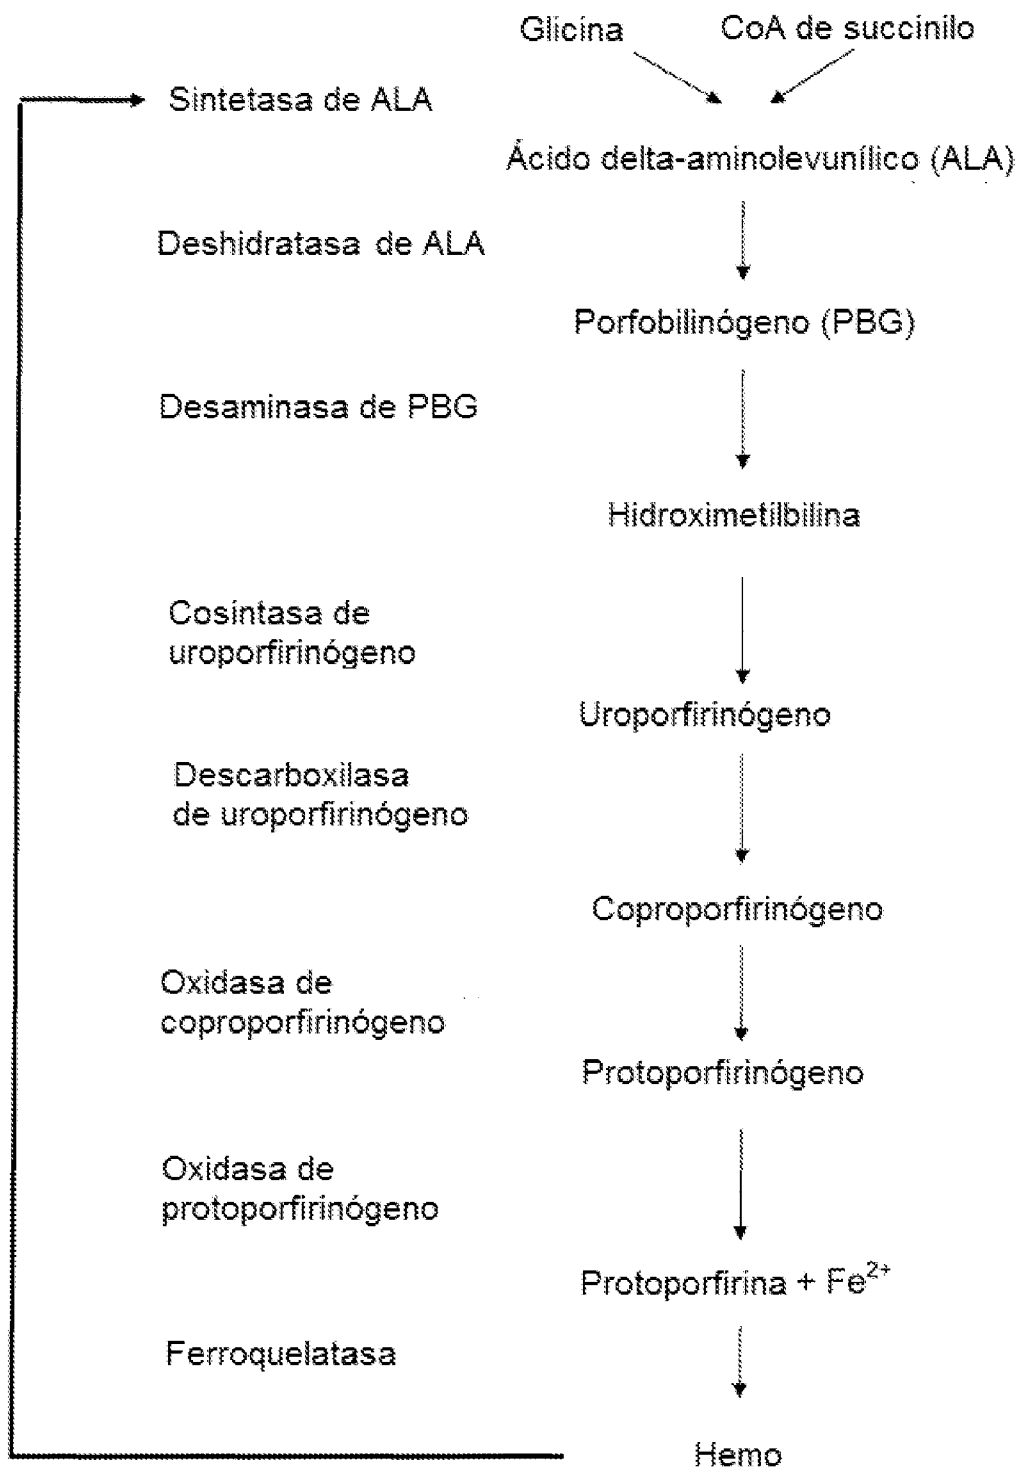 Glicina
CoA de succinilo
Sintetasa de ALA
Ácido delta-aminolevunílico (ALA)
Deshidratasa de ALA
Porfobilinógeno (PBG)
Desaminasa de PBG
Hidroximetilbilina
Cosintasa de
uroporfirinógeno
Uroporfirinógeno
Descarboxilasa
de uroporfirinógeno
Coproporfirinógeno
Oxidasa de
coproporfirinógeno
Protoporfirinógeno
Oxidasa de
protoporfirinógeno
Protoporfirina + Fe²⁺
Ferroquelatasa
Hemo